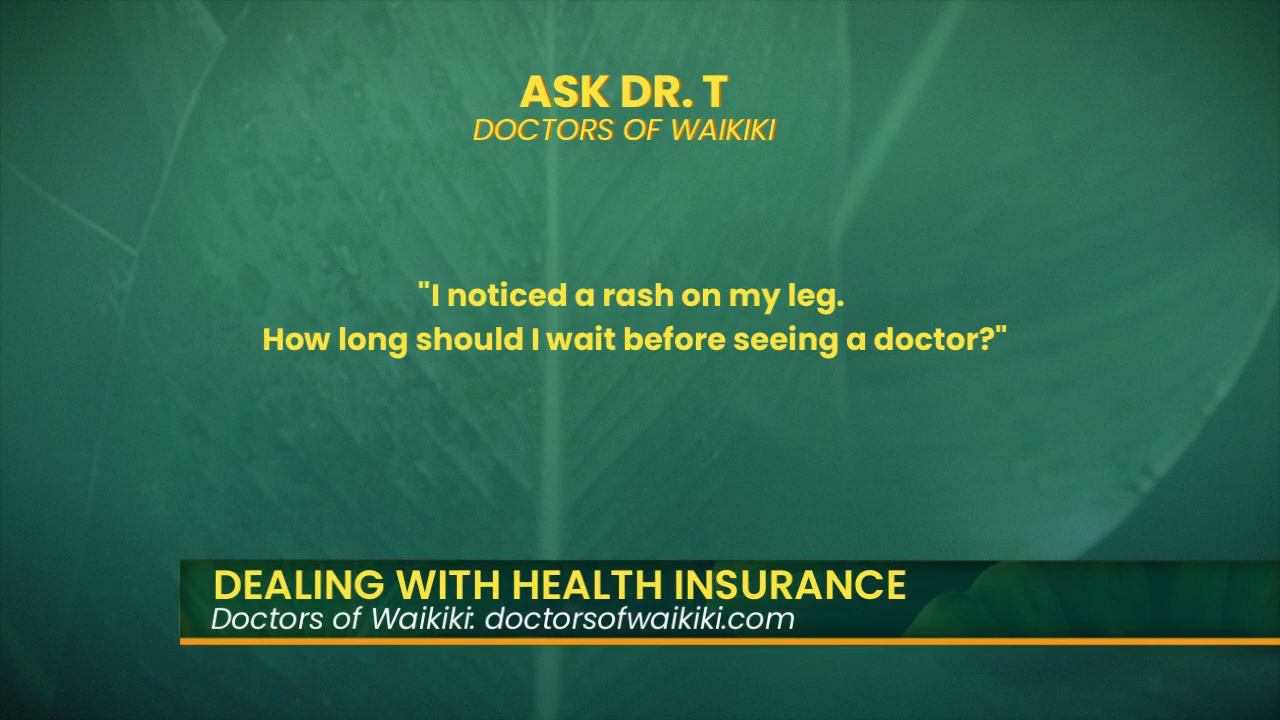 ASK DR. T
DOCTORS OF WAIKIKI
"I noticed a rash on my leg.
How long should I wait before seeing a doctor?"
DEALING WITH HEALTH INSURANCE
Doctors of Waikiki: doctorsofwaikiki.com